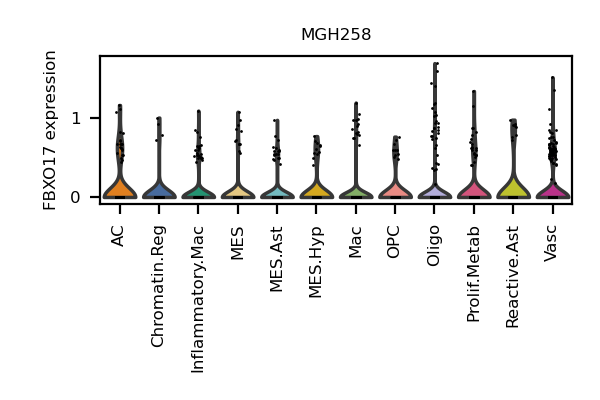 MGH258
FBXO17 expression
1
0
AC
Chromatin.Reg
Inflammatory.Mac
MES
MES.Ast
MES.Hyp
Mac
OPC
Oligo
Prolif.Metab
Reactive.Ast
Vasc